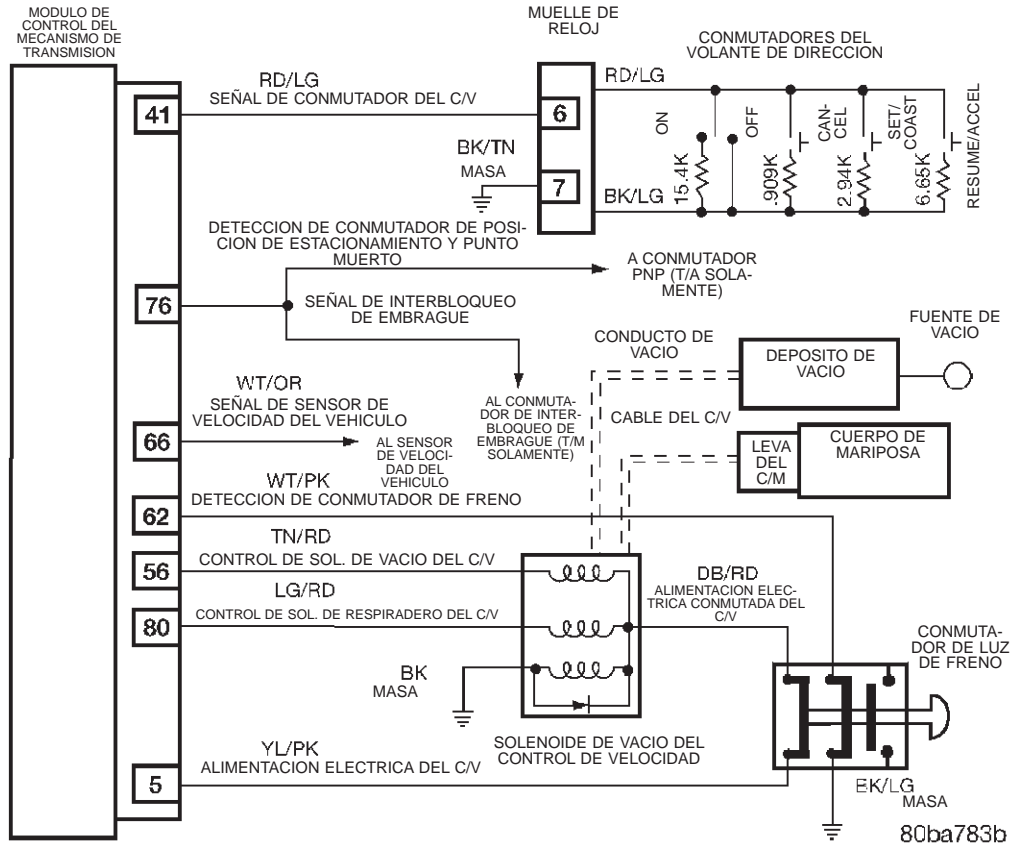 MODULO DE
CONTROL DEL
MECANISMO DE
TRANSMISION
MUELLE DE
RELOJ
CONMUTADORES DEL
VOLANTE DE DIRECCION
RD/LG
SEÑAL DE CONMUTADOR DEL C/V
41
6
RD/LG
BK/TN
MASA
7
BK/LG
ON
OFF
15.4K
CAN-
CEL
.909K
SET/
COAST
2.94K
RESUME/ACCEL
6.65K
DETECCION DE CONMUTADOR DE POSI-
CION DE ESTACIONAMIENTO Y PUNTO
MUERTO
A CONMUTADOR
PNP (T/A SOLA-
MENTE)
76
SEÑAL DE INTERBLOQUEO
DE EMBRAGUE
AL CONMUTA-
DOR DE INTER-
BLOQUEO DE
EMBRAGUE (T/M
SOLAMENTE)
CONDUCTO DE
VACIO
DEPOSITO DE
VACIO
FUENTE DE
VACIO
WT/OR
SEÑAL DE SENSOR DE
VELOCIDAD DEL VEHICULO
66
AL SENSOR
DE VELOCI-
DAD DEL
VEHICULO
CABLE DEL C/V
LEVA
DEL
C/M
CUERPO DE
MARIPOSA
WT/PK
DETECCION DE CONMUTADOR DE FRENO
62
TN/RD
CONTROL DE SOL. DE VACIO DEL C/V
56
LG/RD
CONTROL DE SOL. DE RESPIRADERO DEL C/V
80
DB/RD
ALIMENTACION ELEC-
TRICA CONMUTADA DEL
C/V
CONMUTA-
DOR DE LUZ
DE FRENO
BK
MASA
SOLENOIDE DE VACIO DEL
CONTROL DE VELOCIDAD
YL/PK
ALIMENTACION ELECTRICA DEL C/V
5
BK/LG
MASA
80ba783b